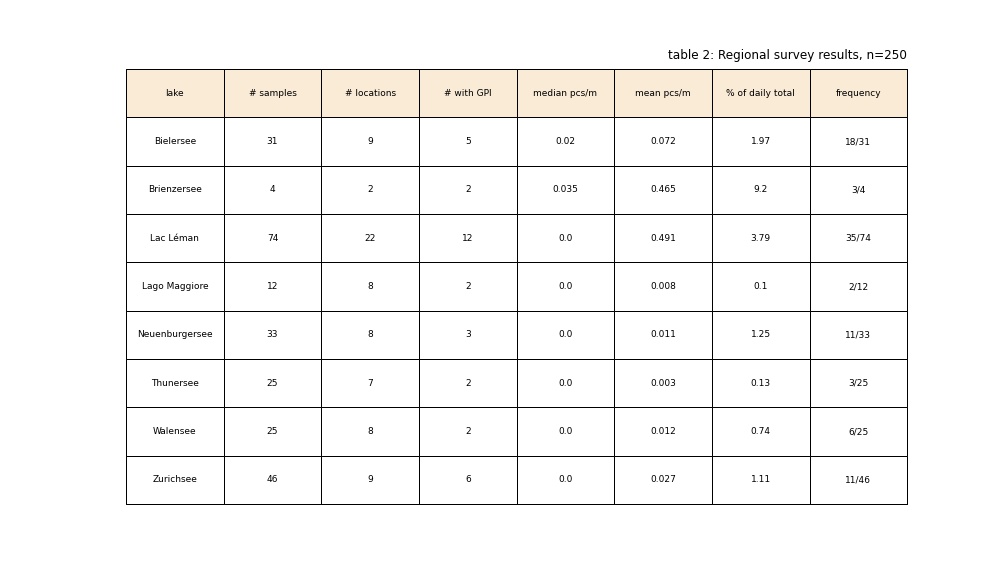 table 2: Regional survey results, n=250
lake # samples # locations # with GPI median pcs/m mean pcs/m % of daily total frequency
Bielersee 31 9 5 0.02 0.072 1.97 18/31
Brienzersee 4 2 2 0.035 0.465 9.2 3/4
Lac Léman 74 22 12 0.0 0.491 3.79 35/74
Lago Maggiore 12 8 2 0.0 0.008 0.1 2/12
Neuenburgersee 33 8 3 0.0 0.011 1.25 11/33
Thunersee 25 7 2 0.0 0.003 0.13 3/25
Walensee 25 8 2 0.0 0.012 0.74 6/25
Zurichsee 46 9 6 0.0 0.027 1.11 11/46